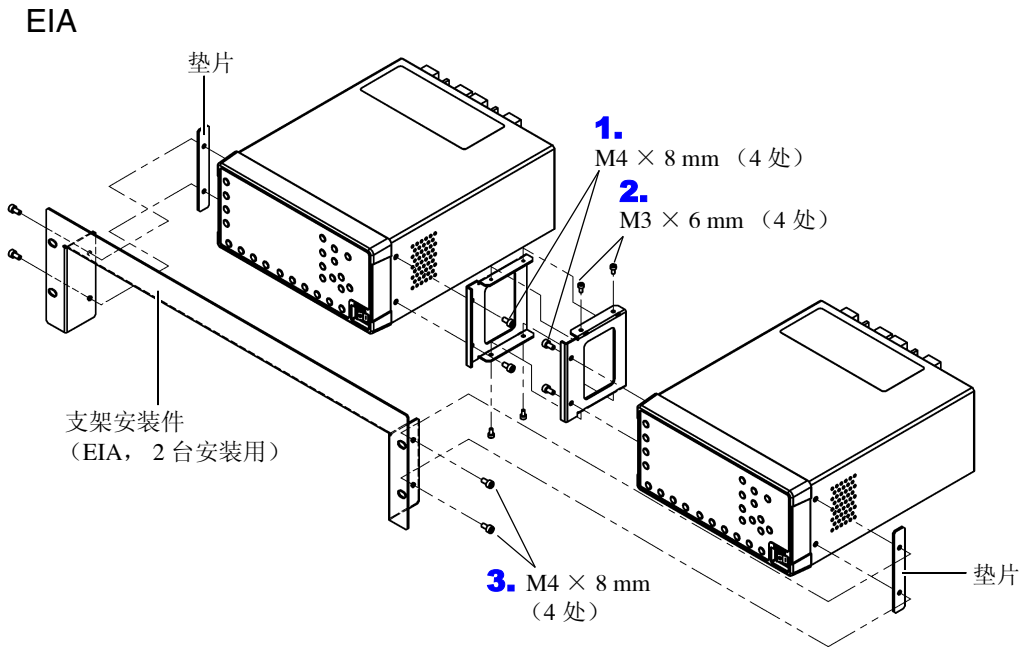 EIA
垫片
1.
M4 × 8 mm （4 处）
2.
M3 × 6 mm （4 处）
支架安装件
（EIA， 2 台安装用）
3. M4 × 8 mm
（4 处）
垫片